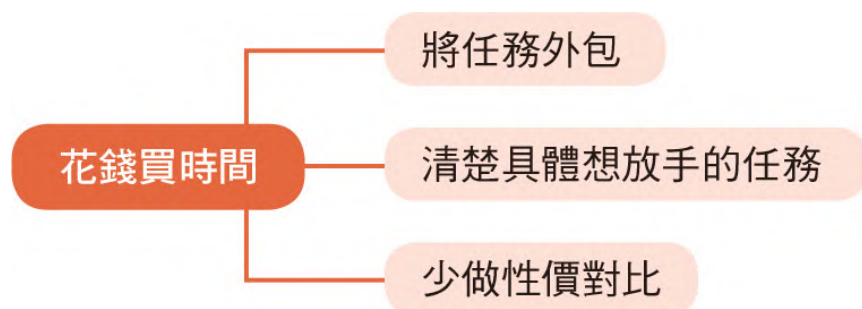 將任務外包
花錢買時間
清楚具體想放手的任務
少做性價對比